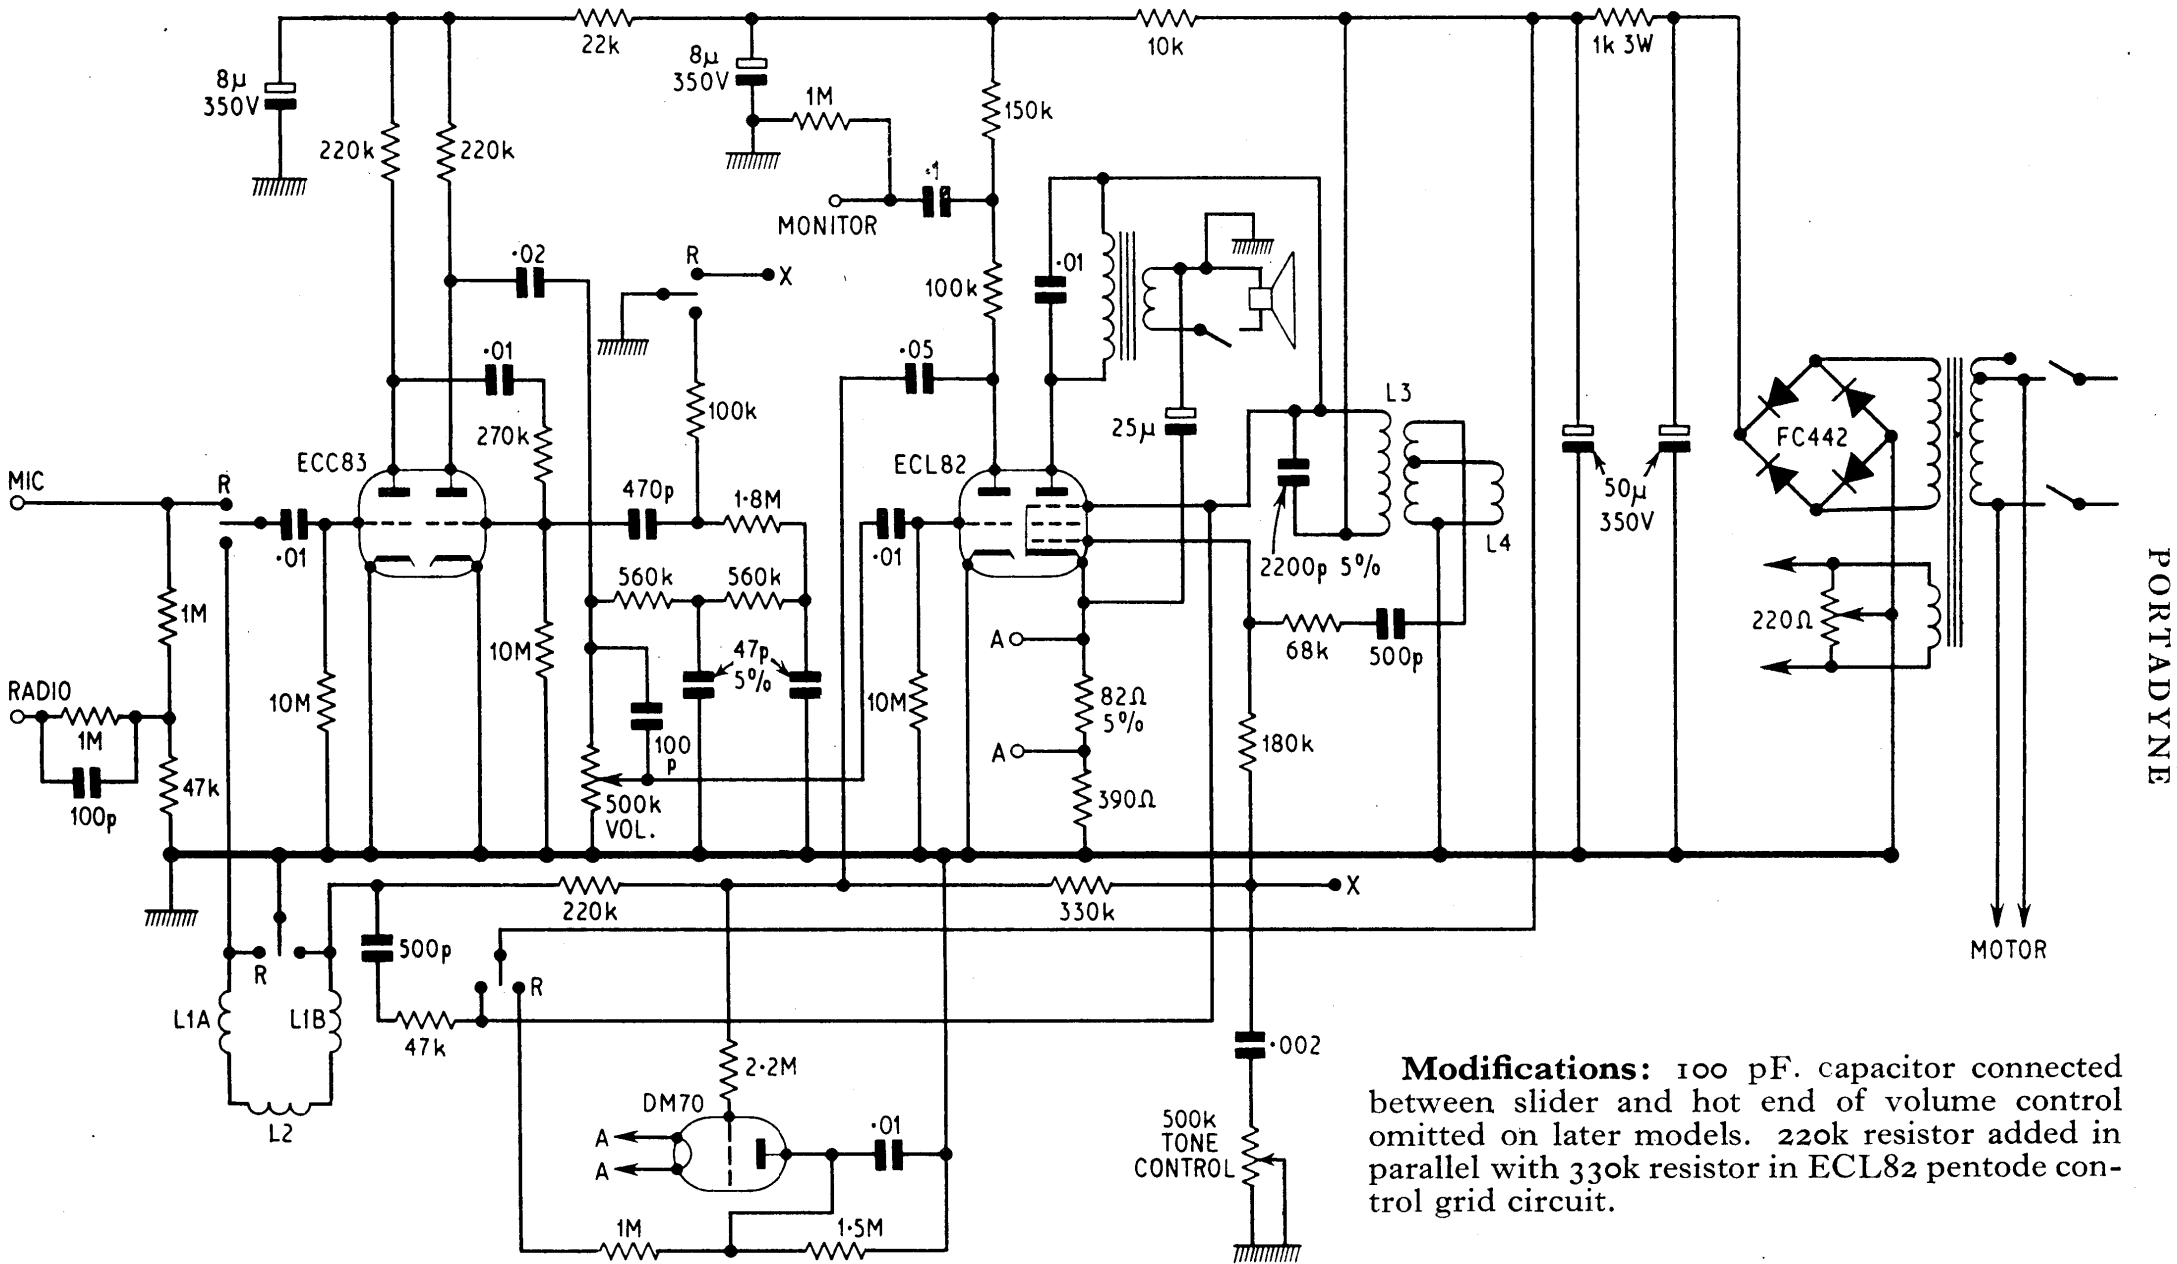 22k
10k
1k 3W
8μ
350V
8μ
350V
1M
150k
220k
220k
·1
MONITOR
·02
R
X
100k
·01
·01
·05
100k
L3
270k
25μ
FC442
ECC83
ECL82
MIC
R
470p
1·8M
50μ
350V
·01
·01
L4
2200p 5%
560k
560k
1M
220Ω
10M
47p
5%
A
68k
500p
RADIO
10M
10M
82Ω
5%
1M
100
p
A
180k
47k
500k
VOL.
390Ω
100p
PORTADYNE
220k
330k
X
500p
MOTOR
R
R
L1A
L1B
47k
·002
2·2M
DM70
L2
A
A
·01
500k
TONE
CONTROL
1M
1·5M
Modifications: 100 pF. capacitor connected
between slider and hot end of volume control
omitted on later models. 220k resistor added in
parallel with 330k resistor in ECL82 pentode con-
trol grid circuit.